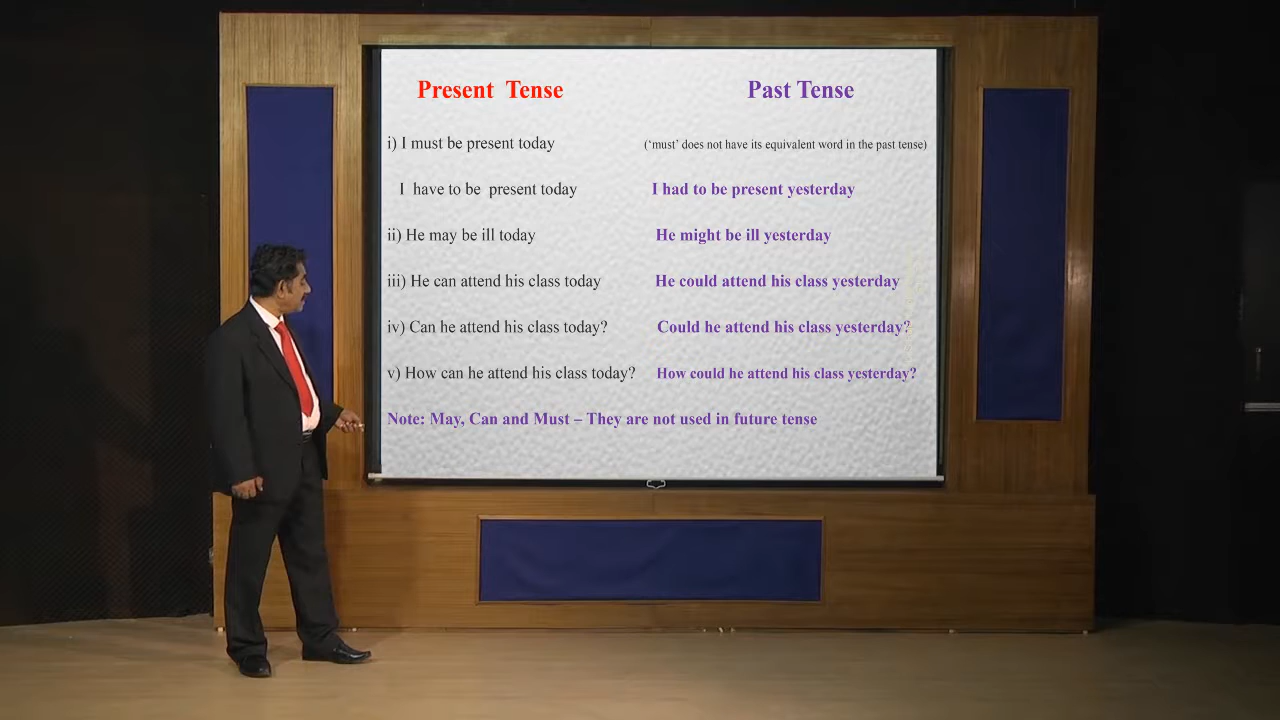 Present Tense Past Tense
i) I must be present today (‘must’ does not have its equivalent word in the past tense)
I have to be present today I had to be present yesterday
ii) He may be ill today He might be ill yesterday
iii) He can attend his class today He could attend his class yesterday
iv) Can he attend his class today? Could he attend his class yesterday?
v) How can he attend his class today? How could he attend his class yesterday?
Note: May, Can and Must – They are not used in future tense